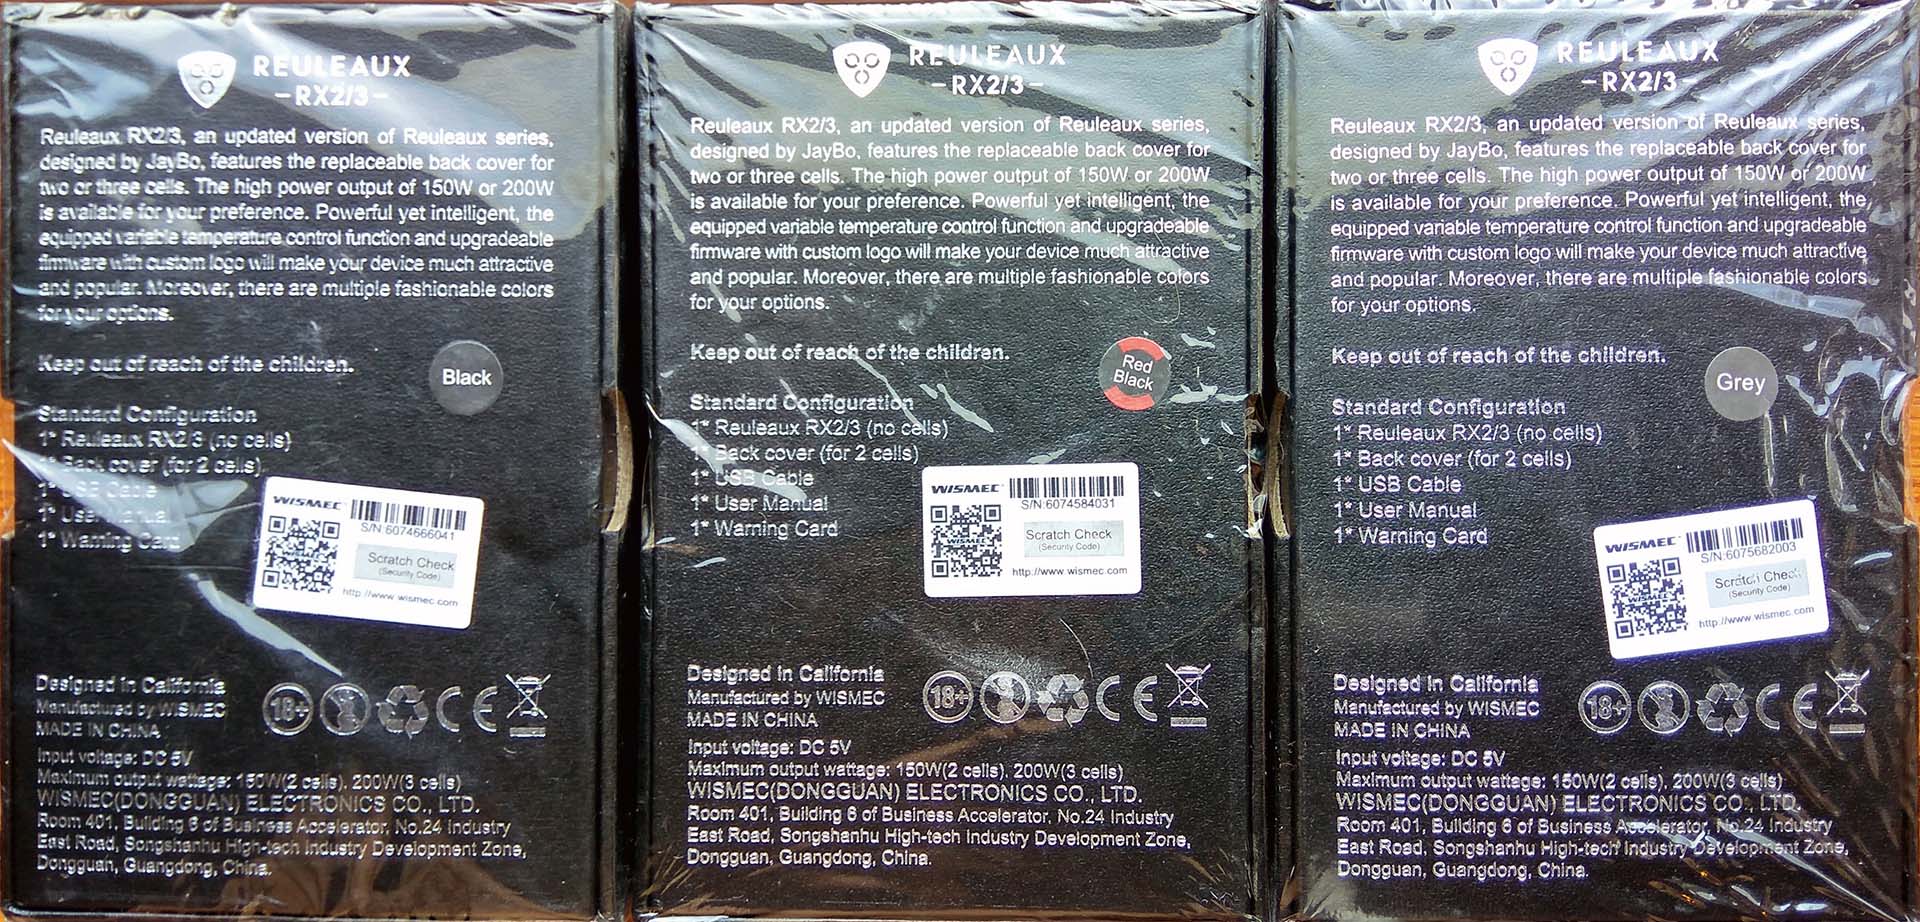 REULEAUX
–RX2/3–
Reuleaux RX2/3, an updated version of Reuleaux series,
designed by JayBo, features the replaceable back cover for
two or three cells. The high power output of 150W or 200W
is available for your preference. Powerful yet intelligent, the
equipped variable temperature control function and upgradeable
firmware with custom logo will make your device much attractive
and popular. Moreover, there are multiple fashionable colors
for your options.
Keep out of reach of the children.
Black
Standard Configuration
1* Reuleaux RX2/3 (no cells)
1* Back cover (for 2 cells)
1* USB Cable
1* User Manual
1* Warning Card
WISMEC
S/N:6074666041
Scratch Check
(Security Code)
http://www.wismec.com
Designed in California
Manufactured by WISMEC
MADE IN CHINA
18+
CE
Input voltage: DC 5V
Maximum output wattage: 150W(2 cells), 200W(3 cells)
WISMEC(DONGGUAN) ELECTRONICS CO., LTD.
Room 401, Building 6 of Business Accelerator, No.24 Industry
East Road, Songshanhu High-tech Industry Development Zone,
Dongguan, Guangdong, China.
REULEAUX
–RX2/3–
Reuleaux RX2/3, an updated version of Reuleaux series,
designed by JayBo, features the replaceable back cover for
two or three cells. The high power output of 150W or 200W
is available for your preference. Powerful yet intelligent, the
equipped variable temperature control function and upgradeable
firmware with custom logo will make your device much attractive
and popular. Moreover, there are multiple fashionable colors
for your options.
Keep out of reach of the children.
Red
Black
Standard Configuration
1* Reuleaux RX2/3 (no cells)
1* Back cover (for 2 cells)
1* USB Cable
1* User Manual
1* Warning Card
WISMEC
S/N:6074584031
Scratch Check
(Security Code)
WISMEC
http://www.wismec.com
Designed in California
Manufactured by WISMEC
MADE IN CHINA
18+
CE
Input voltage: DC 5V
Maximum output wattage: 150W(2 cells), 200W(3 cells)
WISMEC(DONGGUAN) ELECTRONICS CO., LTD.
Room 401, Building 6 of Business Accelerator, No.24 Industry
East Road, Songshanhu High-tech Industry Development Zone,
Dongguan, Guangdong, China.
REULEAUX
–RX2/3–
Reuleaux RX2/3, an updated version of Reuleaux series,
designed by JayBo, features the replaceable back cover for
two or three cells. The high power output of 150W or 200W
is available for your preference. Powerful yet intelligent, the
equipped variable temperature control function and upgradeable
firmware with custom logo will make your device much attractive
and popular. Moreover, there are multiple fashionable colors
for your options.
Keep out of reach of the children.
Grey
Standard Configuration
1* Reuleaux RX2/3 (no cells)
1* Back cover (for 2 cells)
1* USB Cable
1* User Manual
1* Warning Card
WISMEC
S/N:6075682003
Scratch Check
(Security Code)
WISMEC
http://www.wismec.com
Designed in California
Manufactured by WISMEC
MADE IN CHINA
18+
CE
Input voltage: DC 5V
Maximum output wattage: 150W(2 cells), 200W(3 cells)
WISMEC(DONGGUAN) ELECTRONICS CO., LTD.
Room 401, Building 6 of Business Accelerator, No.24 Industry
East Road, Songshanhu High-tech Industry Development Zone,
Dongguan, Guangdong, China.